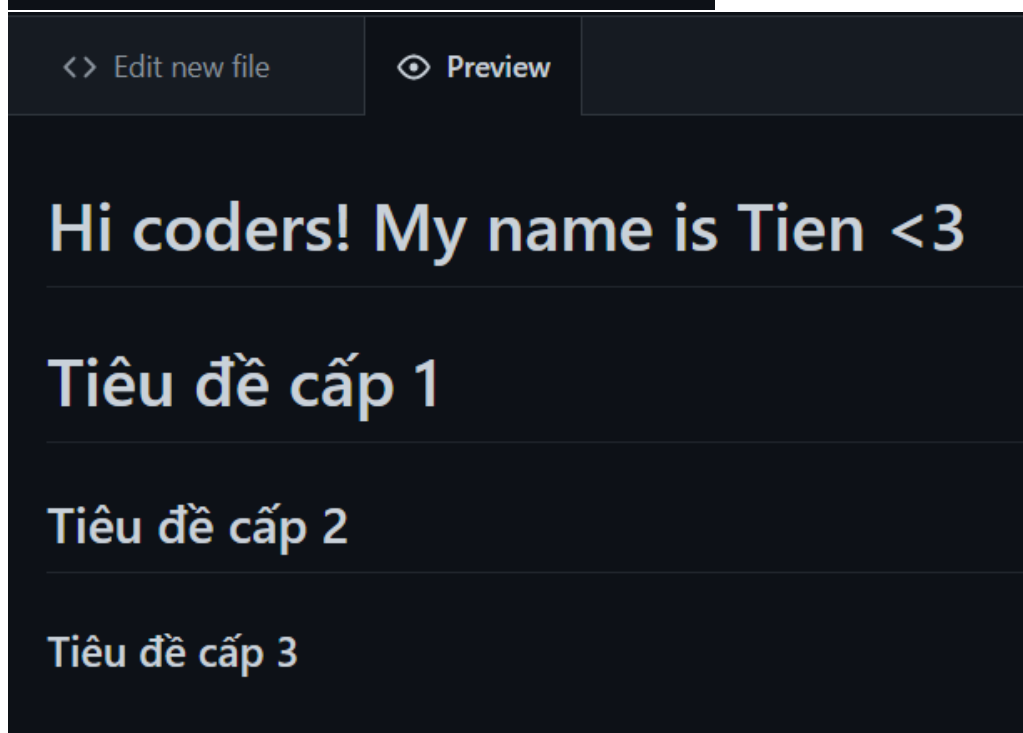 Edit new file
Preview
Hi coders! My name is Tien <3
Tiêu đề cấp 1
Tiêu đề cấp 2
Tiêu đề cấp 3